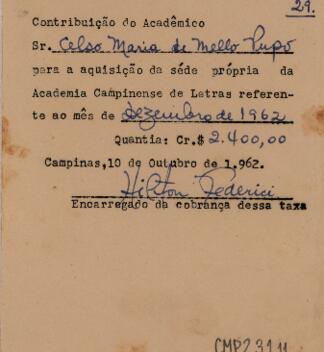 29.
Contribuição do Acadêmico
Sr. Celso Maria de Mello Pupo
para a aquisição da séde própria da
Academia Campinense de Letras referen-
te ao mês de dezembro de 1962
Quantia: Cr.$ 2.400,00
Campinas, 10 de Outubro de 1.962.
Hilton Federici
Encarregado da cobrança dessa taxa
CMP2.3.1.11